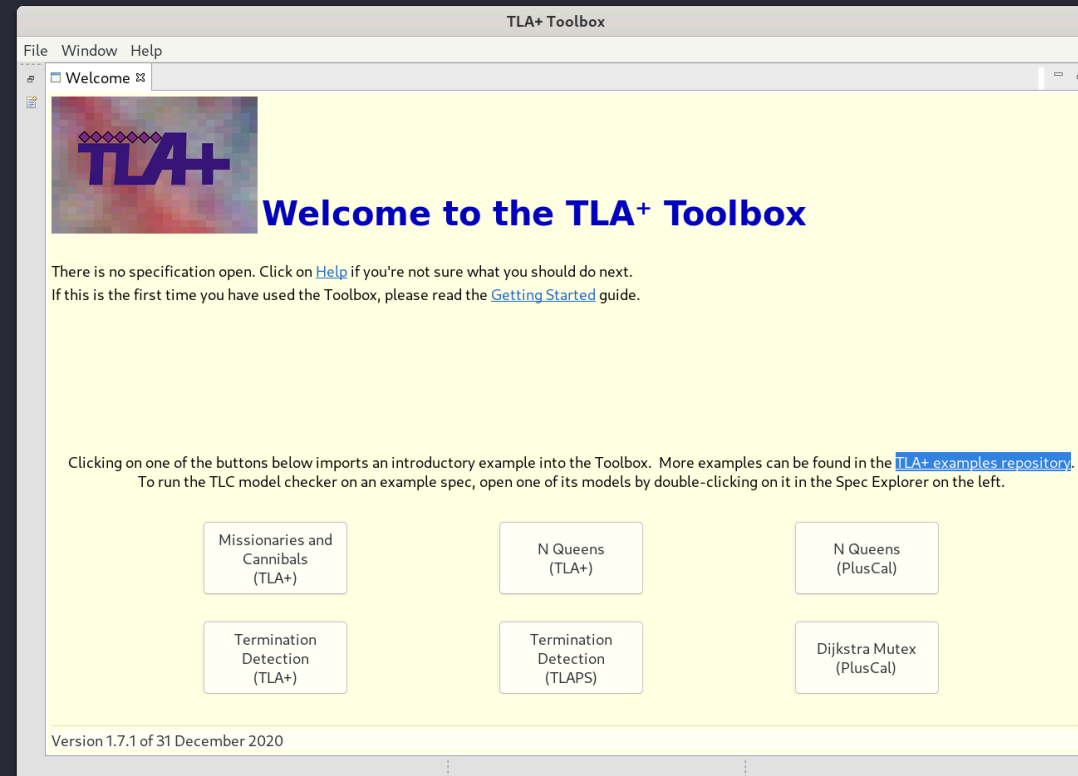 TLA+ Toolbox
File Window Help
Welcome
TLA+
Welcome to the TLA⁺ Toolbox
There is no specification open. Click on Help if you're not sure what you should do next.
If this is the first time you have used the Toolbox, please read the Getting Started guide.
Clicking on one of the buttons below imports an introductory example into the Toolbox.  More examples can be found in the TLA+ examples repository.
To run the TLC model checker on an example spec, open one of its models by double-clicking on it in the Spec Explorer on the left.
Missionaries and
Cannibals
(TLA+)
N Queens
(TLA+)
N Queens
(PlusCal)
Termination
Detection
(TLA+)
Termination
Detection
(TLAPS)
Dijkstra Mutex
(PlusCal)
Version 1.7.1 of 31 December 2020